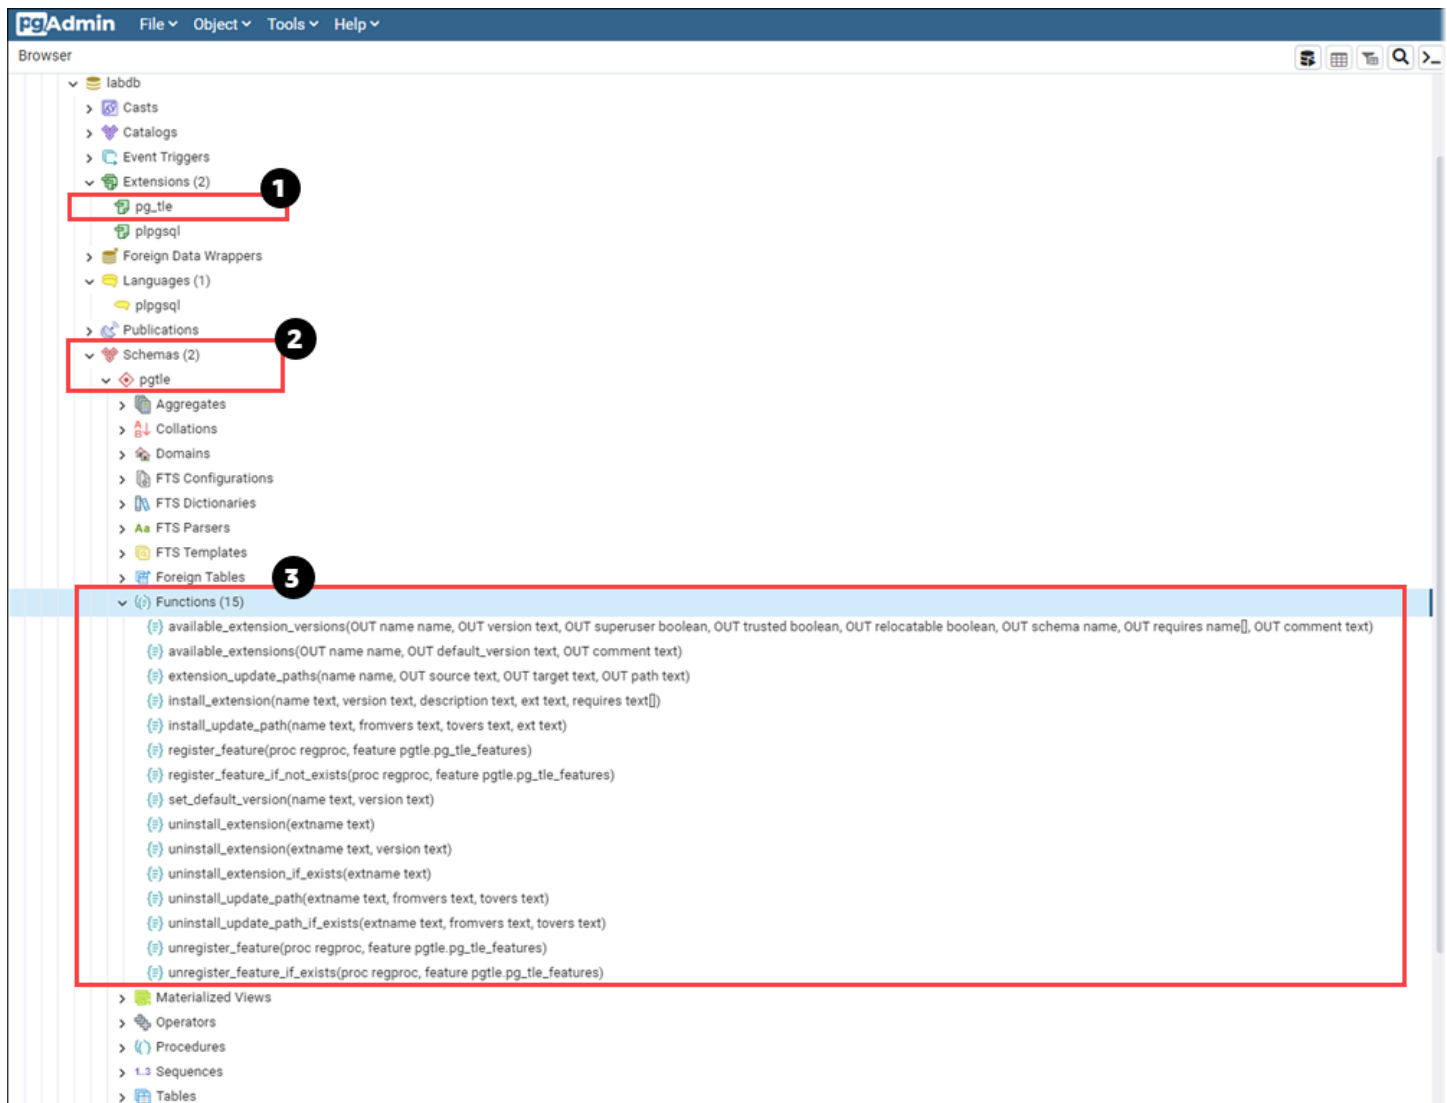 pgAdmin File Object Tools Help
Browser
labdb
Casts
Catalogs
Event Triggers
Extensions (2)
1
pg_tle
plpgsql
Foreign Data Wrappers
Languages (1)
plpgsql
Publications
2
Schemas (2)
pgtle
Aggregates
Collations
Domains
FTS Configurations
FTS Dictionaries
Aa FTS Parsers
FTS Templates
Foreign Tables
3
Functions (15)
available_extension_versions(OUT name name, OUT version text, OUT superuser boolean, OUT trusted boolean, OUT relocatable boolean, OUT schema name, OUT requires name[], OUT comment text)
available_extensions(OUT name name, OUT default_version text, OUT comment text)
extension_update_paths(name name, OUT source text, OUT target text, OUT path text)
install_extension(name text, version text, description text, ext text, requires text[])
install_update_path(name text, fromvers text, tovers text, ext text)
register_feature(proc regproc, feature pgtle.pg_tle_features)
register_feature_if_not_exists(proc regproc, feature pgtle.pg_tle_features)
set_default_version(name text, version text)
uninstall_extension(extname text)
uninstall_extension(extname text, version text)
uninstall_extension_if_exists(extname text)
uninstall_update_path(extname text, fromvers text, tovers text)
uninstall_update_path_if_exists(extname text, fromvers text, tovers text)
unregister_feature(proc regproc, feature pgtle.pg_tle_features)
unregister_feature_if_exists(proc regproc, feature pgtle.pg_tle_features)
Materialized Views
Operators
Procedures
1..3 Sequences
Tables